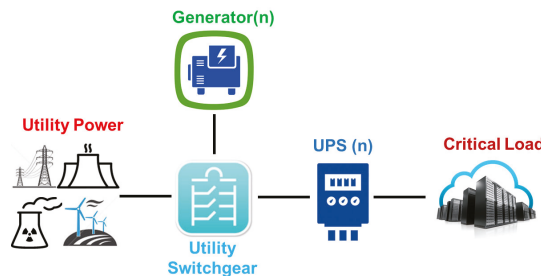 Generator(n)
Utility Power
UPS (n)
Critical Load
Utility
Switchgear